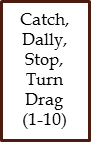 Catch,
Dally,
Stop,
Turn
Drag
(1-10)